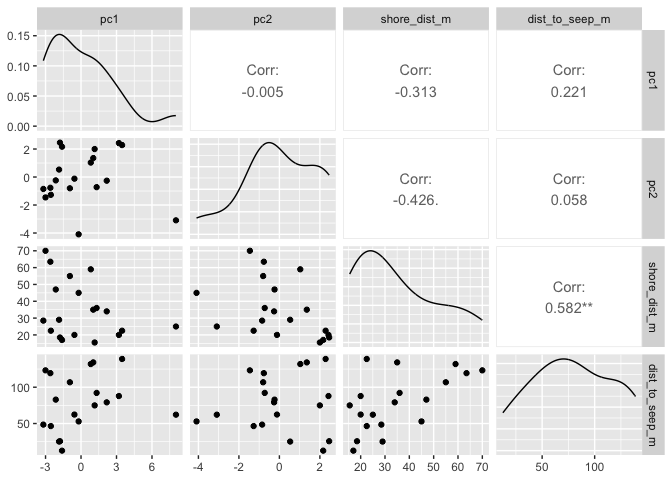 pc1 pc2 shore_dist_m dist_to_seep_m
0.15
0.10
0.05
0.00
Corr:
-0.005
Corr:
-0.313
Corr:
0.221
pc1
2
0
-2
-4
Corr:
-0.426.
Corr:
0.058
pc2
70
60
50
40
30
20
Corr:
0.582**
shore_dist_m
100
50
dist_to_seep_m
-3 0 3 6
-4 -2 0 2
20 30 40 50 60 70
50 100